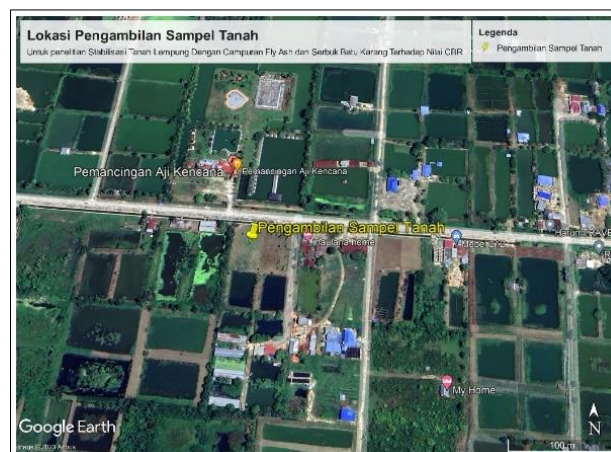 Lokasi Pengambilan Sampel Tanah
Untuk penelitian Stabilisasi Tanah Lempung Dengan Campuran Fly Ash dan Serbuk Batu Karang Terhadap Nilai CBR
Legenda
Pengambilan Sampel Tanah
Pemancingan Aji Kencana
Pemancingan Aji Kencana
Pengambilan Sampel Tanah
maulana home
My Home
Google Earth
N
100 m